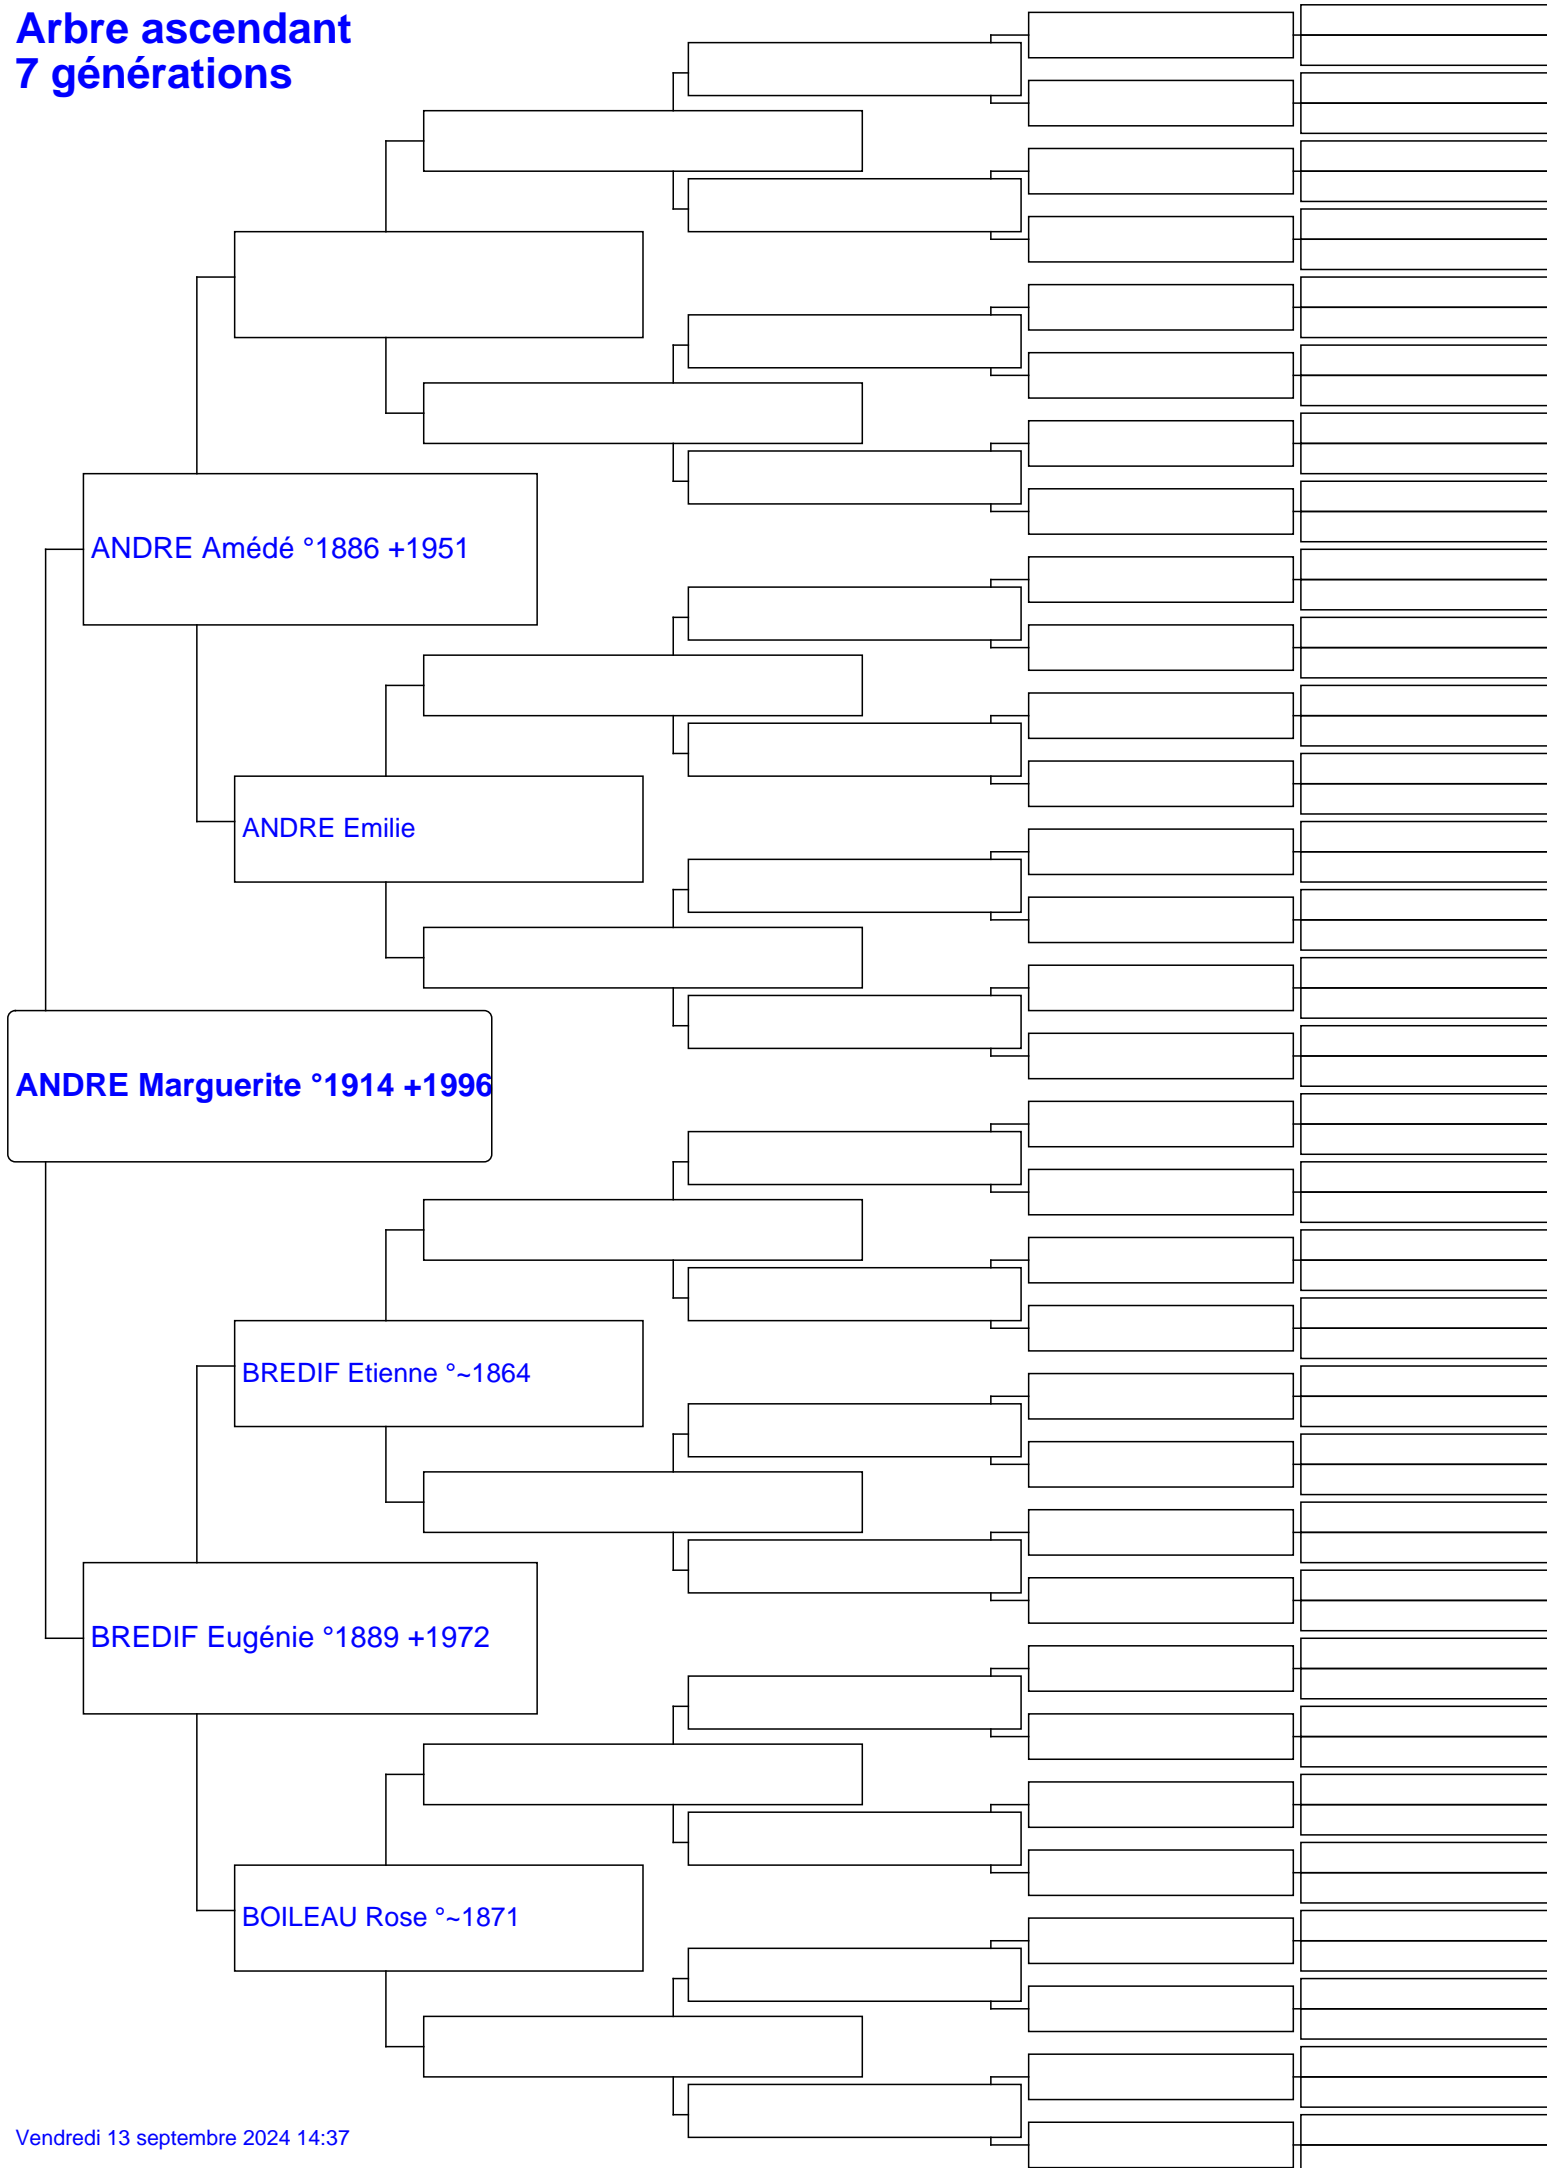 Arbre ascendant
7 générations
ANDRE Amédé °1886 +1951
ANDRE Emilie
ANDRE Marguerite °1914 +1996
BREDIF Etienne °~1864
BREDIF Eugénie °1889 +1972
BOILEAU Rose °~1871
Vendredi 13 septembre 2024 14:37